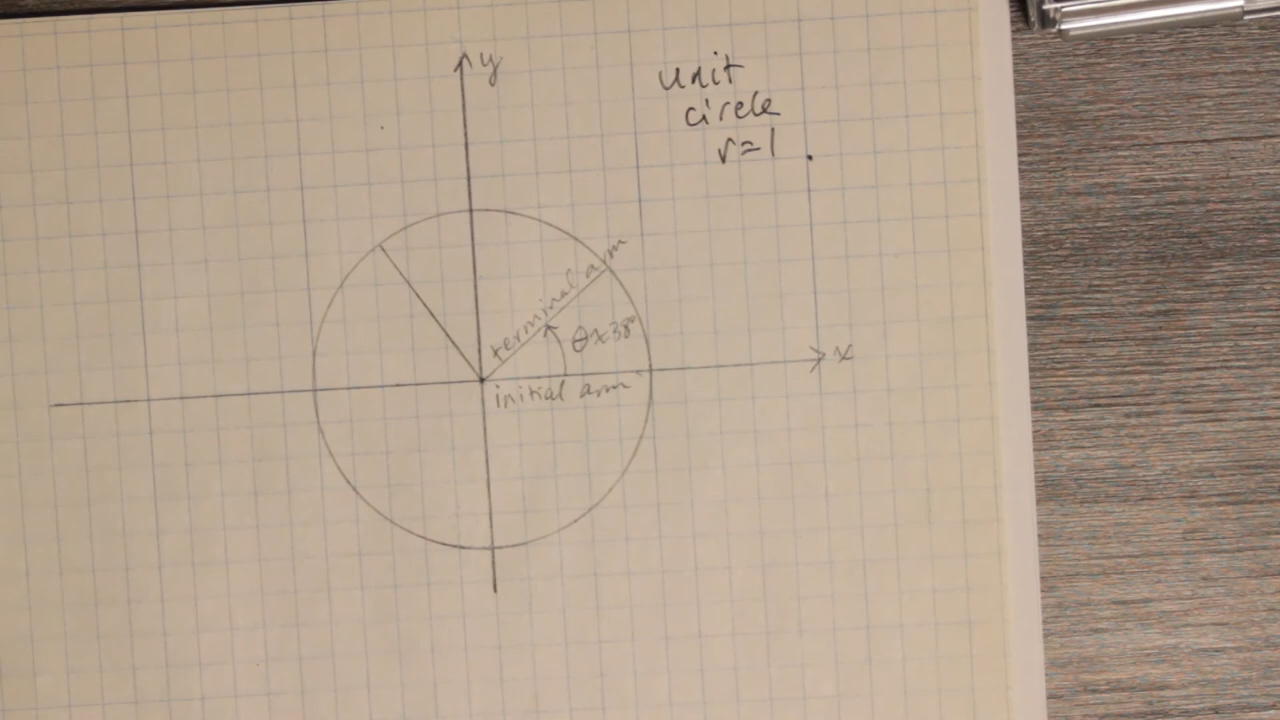 y
unit
circle
r=1
terminal arm
θ≈38°
x
initial arm